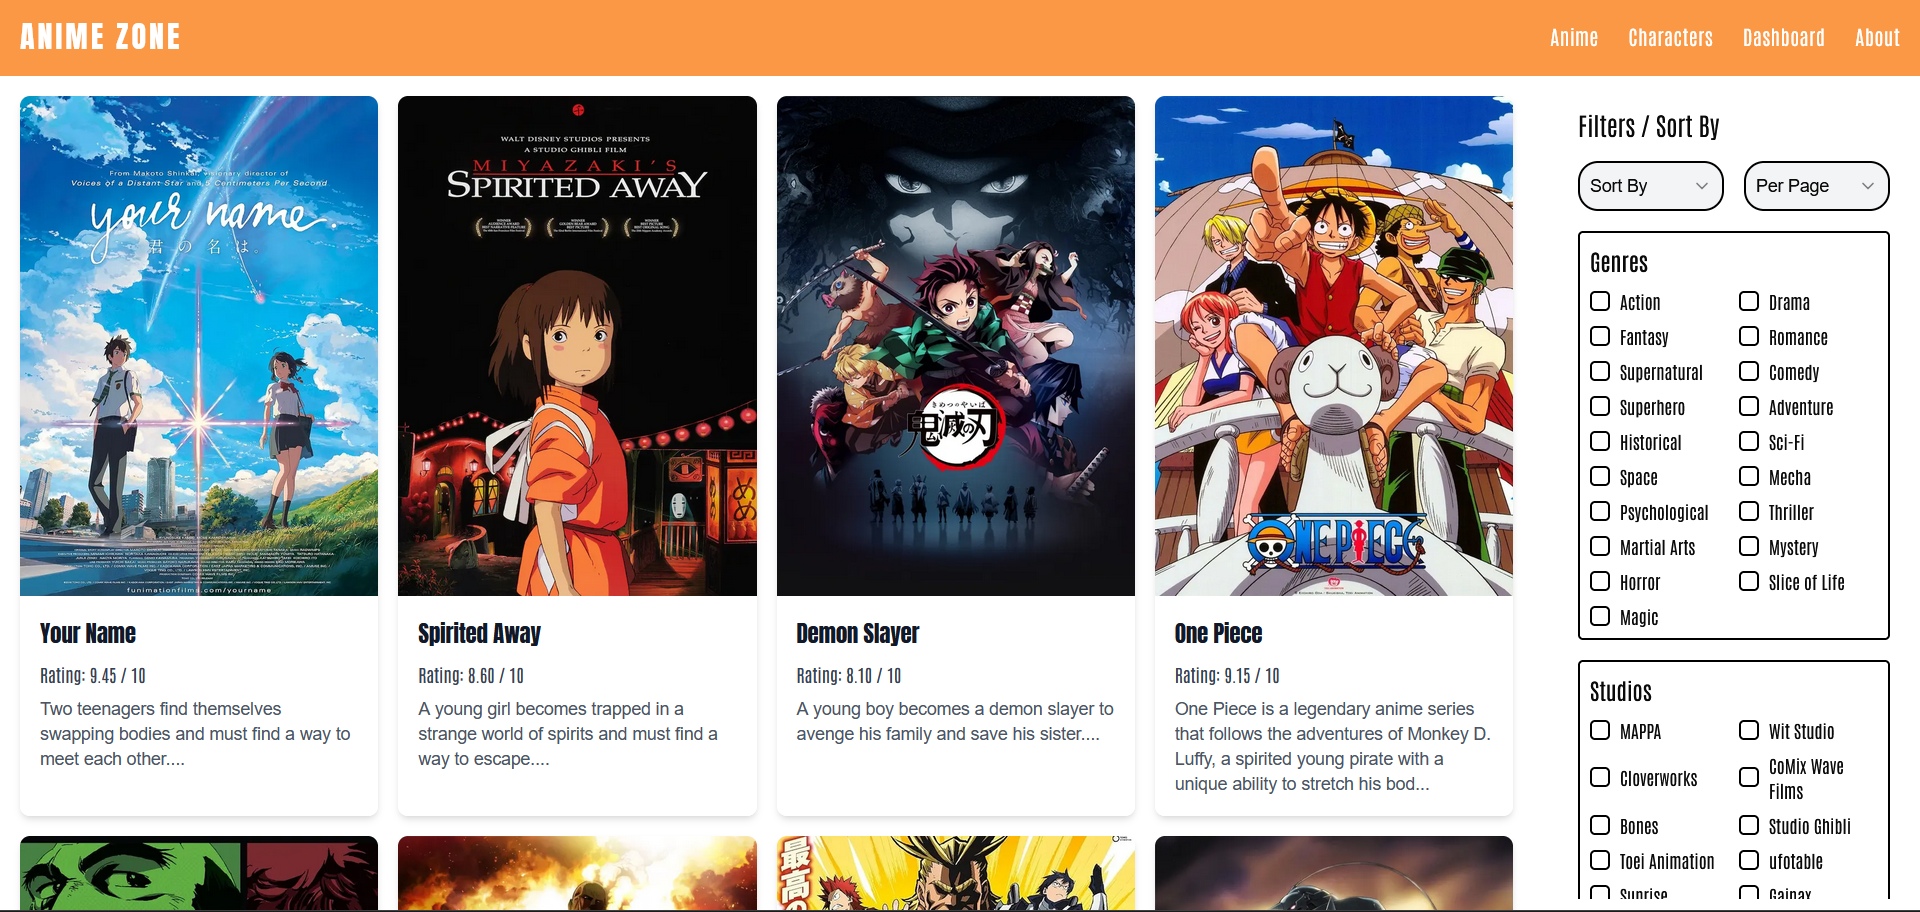 ANIME ZONE
Anime Characters Dashboard About
From Makoto Shinkai, visionary director of
Voices of a Distant Star and 5 Centimeters Per Second
your name.
君の名は。
funimationfilms.com/yourname
WALT DISNEY STUDIOS PRESENTS
A STUDIO GHIBLI FILM
MIYAZAKI'S
SPIRITED AWAY
きめつのやいば
鬼滅の刃
ONE PIECE
Your Name
Rating: 9.45 / 10
Two teenagers find themselves
swapping bodies and must find a way to
meet each other....
Spirited Away
Rating: 8.60 / 10
A young girl becomes trapped in a
strange world of spirits and must find a
way to escape....
Demon Slayer
Rating: 8.10 / 10
A young boy becomes a demon slayer to
avenge his family and save his sister....
One Piece
Rating: 9.15 / 10
One Piece is a legendary anime series
that follows the adventures of Monkey D.
Luffy, a spirited young pirate with a
unique ability to stretch his bod...
最高の
Filters / Sort By
Sort By Per Page
Genres
Action Drama
Fantasy Romance
Supernatural Comedy
Superhero Adventure
Historical Sci-Fi
Space Mecha
Psychological Thriller
Martial Arts Mystery
Horror Slice of Life
Magic
Studios
MAPPA Wit Studio
Cloverworks CoMix Wave
Films
Bones Studio Ghibli
Toei Animation ufotable
Sunrise Gainax